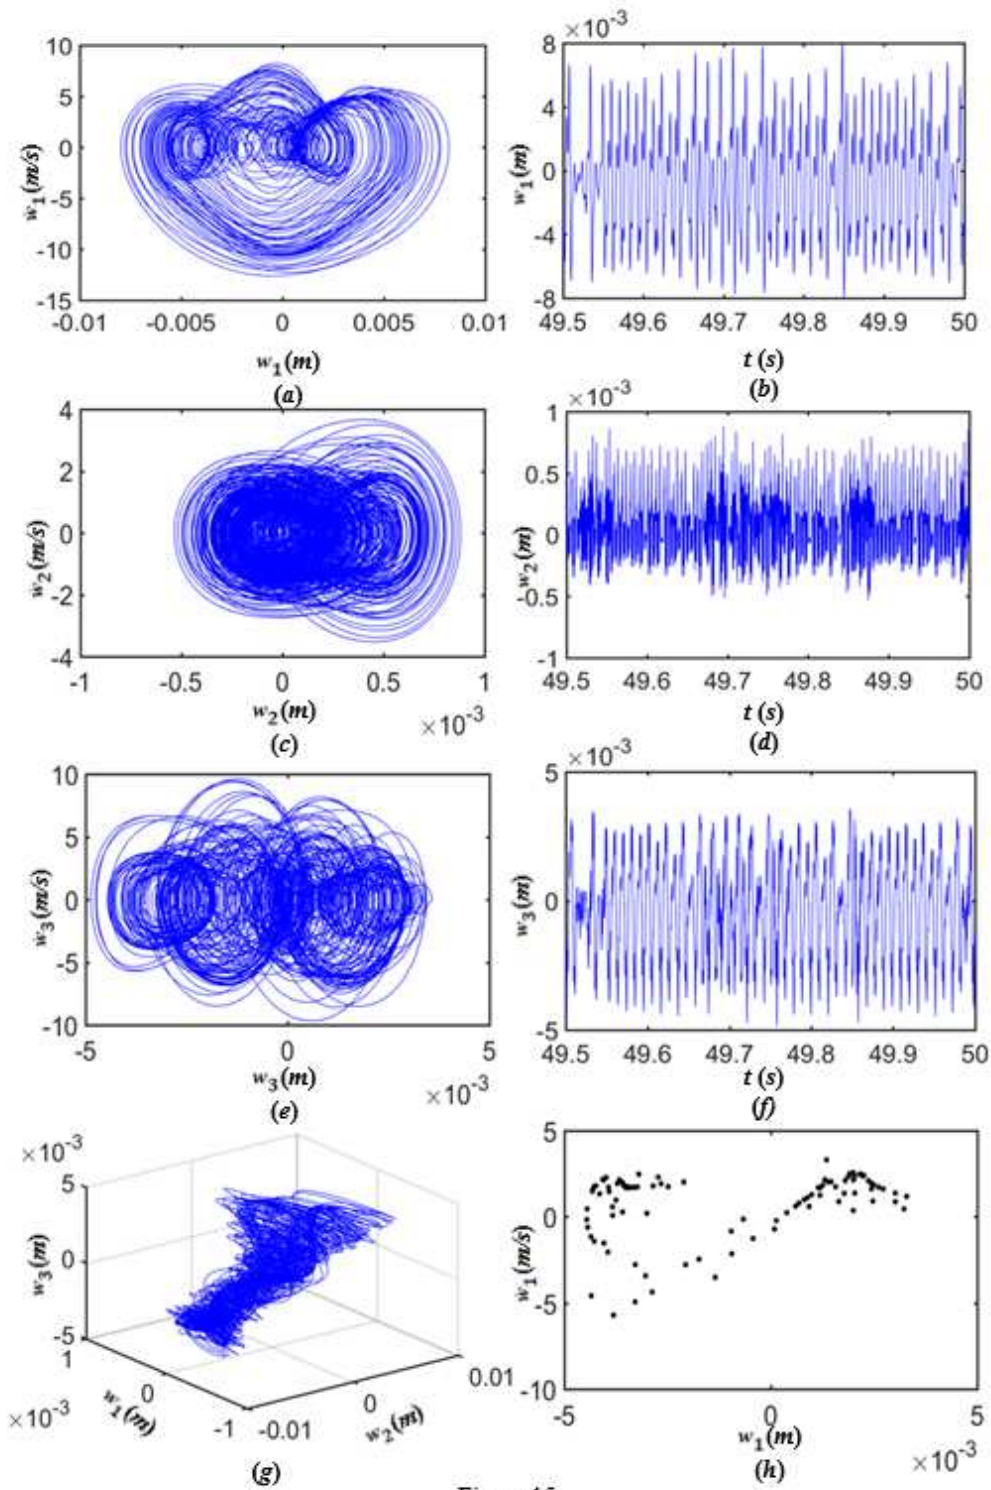 ×10⁻³
10
5
0
-5
-10
-15
w₁(m/s)
-0.01 -0.005 0 0.005 0.01
w₁(m)
(a)
8
4
0
-4
-8
w₁(m)
49.5 49.6 49.7 49.8 49.9 50
t (s)
(b)
4
2
0
-2
-4
w₂(m/s)
-1 -0.5 0 0.5 1
w₂(m)
×10⁻³
(c)
×10⁻³
1
0.5
0
-0.5
-1
w₂(m)
49.5 49.6 49.7 49.8 49.9 50
t (s)
(d)
10
5
0
-5
-10
w₃(m/s)
-5 0 5
w₃(m)
×10⁻³
(e)
×10⁻³
5
0
-5
w₃(m)
49.5 49.6 49.7 49.8 49.9 50
t (s)
(f)
×10⁻³
5
0
-5
w₃(m)
1
0
-1
w₁(m)
×10⁻³
-0.01
0
0.01
w₂(m)
(g)
5
0
-5
-10
w₁(m/s)
-5 0 5
w₁(m)
×10⁻³
(h)